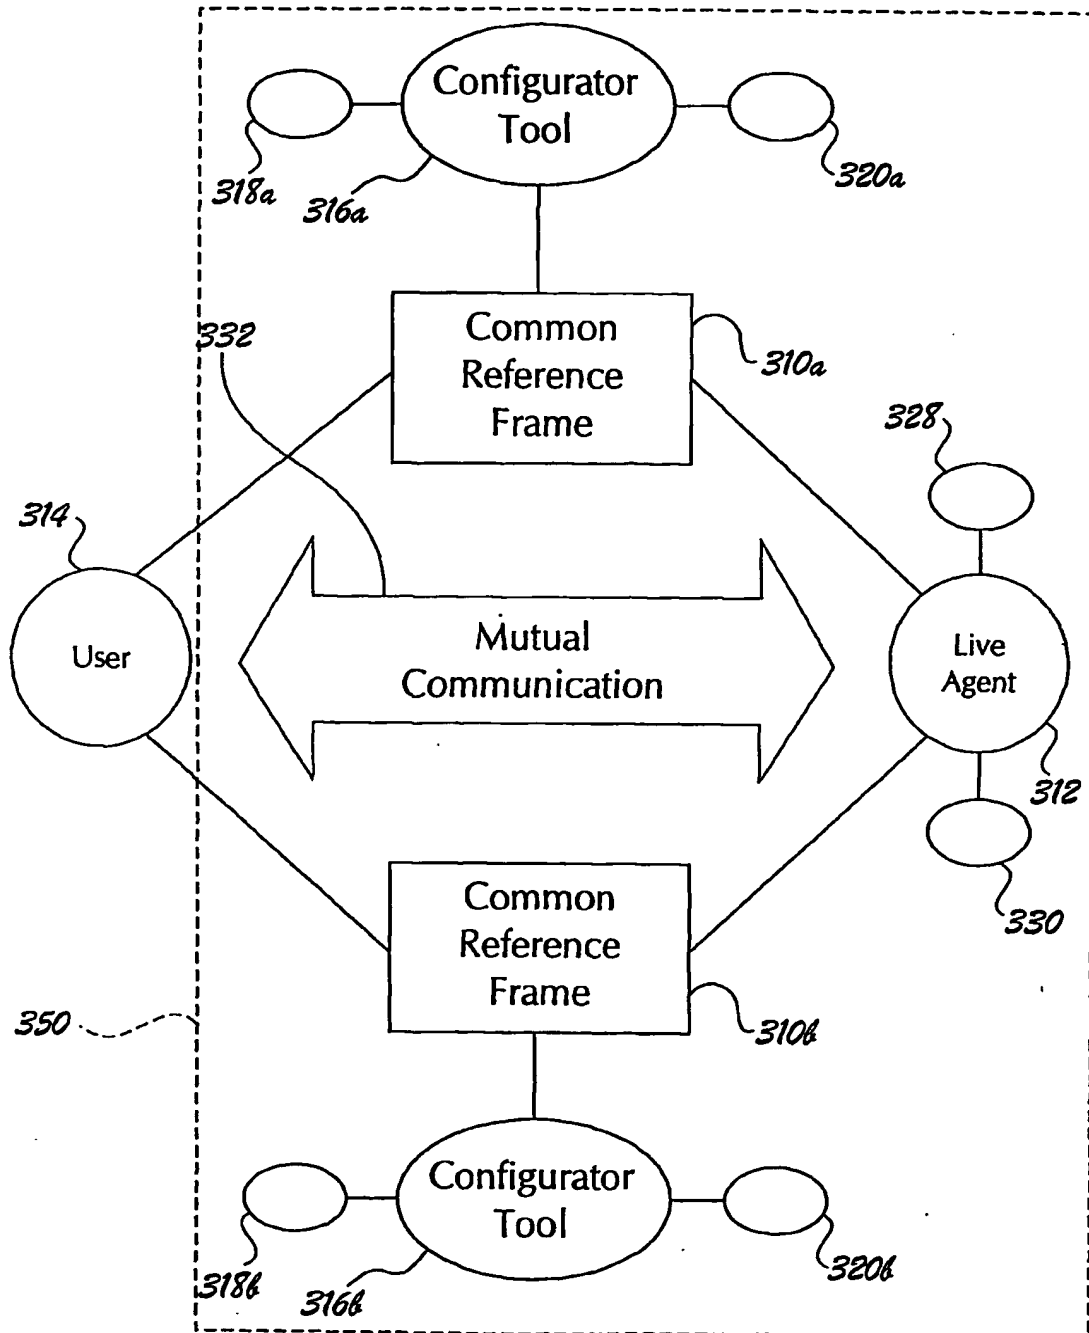 Configurator
Tool
318a
316a
320a
Common
Reference
Frame
332
310a
328
314
User
Mutual
Communication
Live
Agent
312
330
Common
Reference
Frame
350
310b
Configurator
Tool
318b
316b
320b